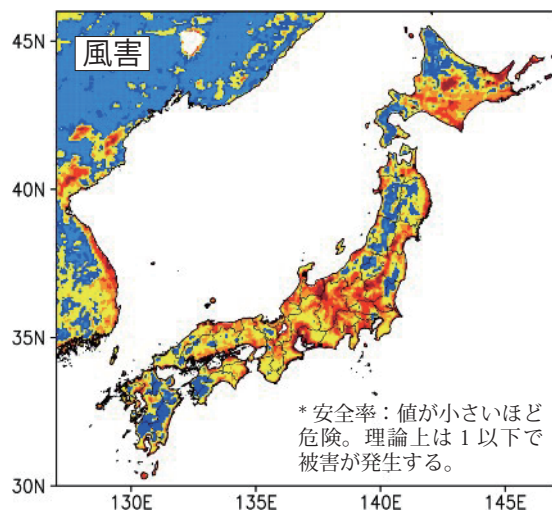 45N
風害
40N
35N
* 安全率：値が小さいほど
危険。理論上は 1 以下で
被害が発生する。
30N
130E
135E
140E
145E